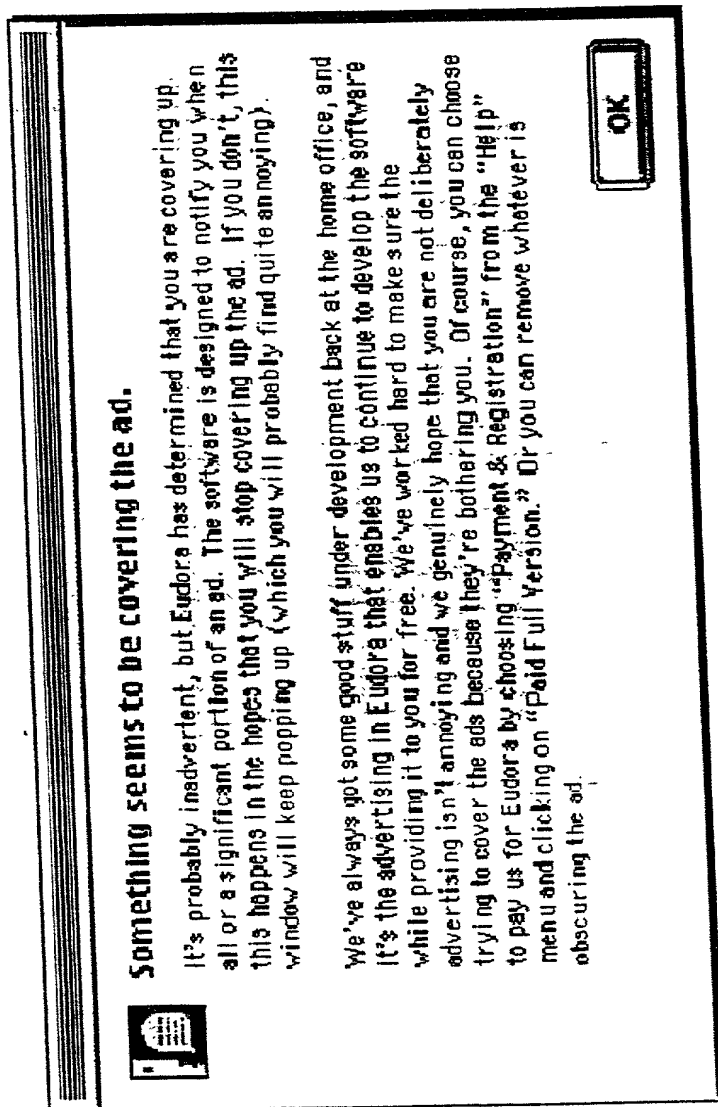 Something seems to be covering the ad.
It's probably inadvertent, but Eudora has determined that you are covering up
all or a significant portion of an ad. The software is designed to notify you when
this happens in the hopes that you will stop covering up the ad. If you don't, this
window will keep popping up (which you will probably find quite annoying).
We've always got some good stuff under development back at the home office, and
it's the advertising in Eudora that enables us to continue to develop the software
while providing it to you for free. We've worked hard to make sure the
advertising isn't annoying and we genuinely hope that you are not deliberately
trying to cover the ads because they're bothering you. Of course, you can choose
to pay us for Eudora by choosing "Payment & Registration" from the "Help"
menu and clicking on "Paid Full Version." Or you can remove whatever is
obscuring the ad.
OK